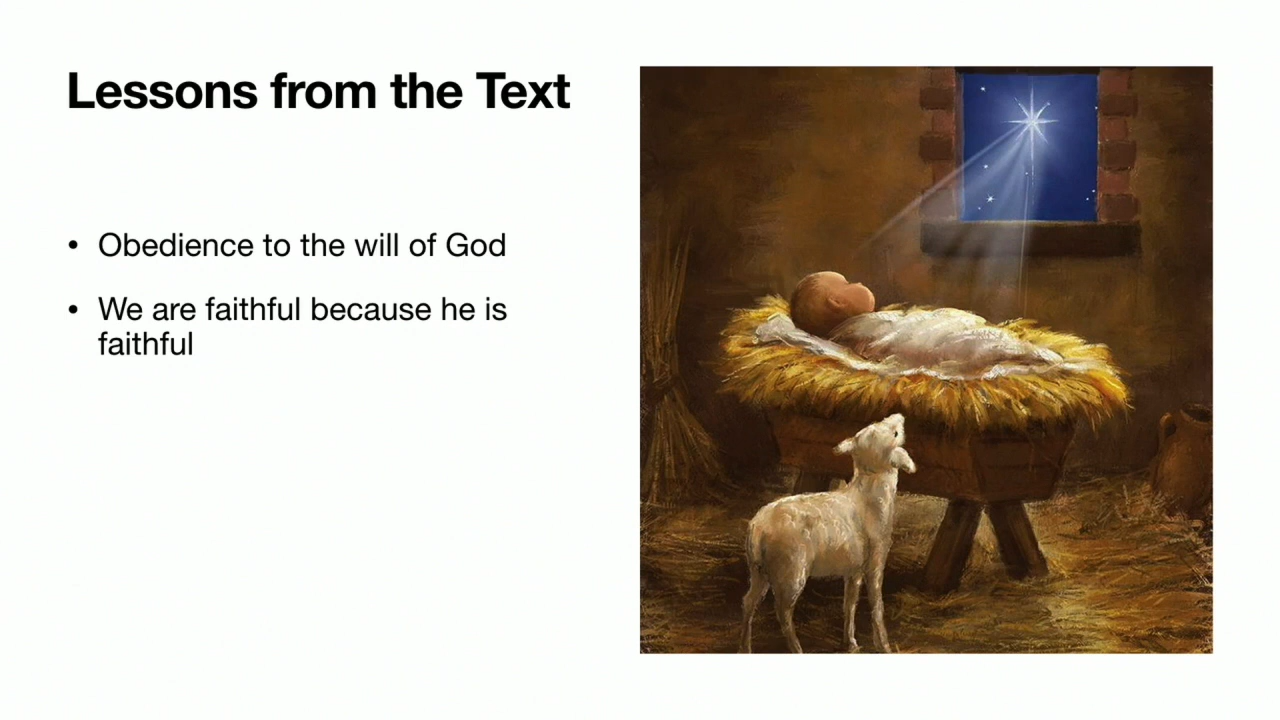 Lessons from the Text
• Obedience to the will of God
• We are faithful because he is
faithful